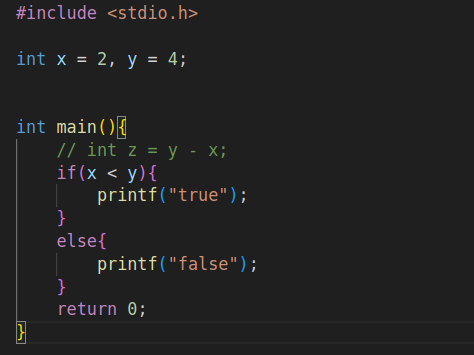 #include <stdio.h>
int x = 2, y = 4;
int main(){
// int z = y - x;
if(x < y){
printf("true");
}
else{
printf("false");
}
return 0;
}